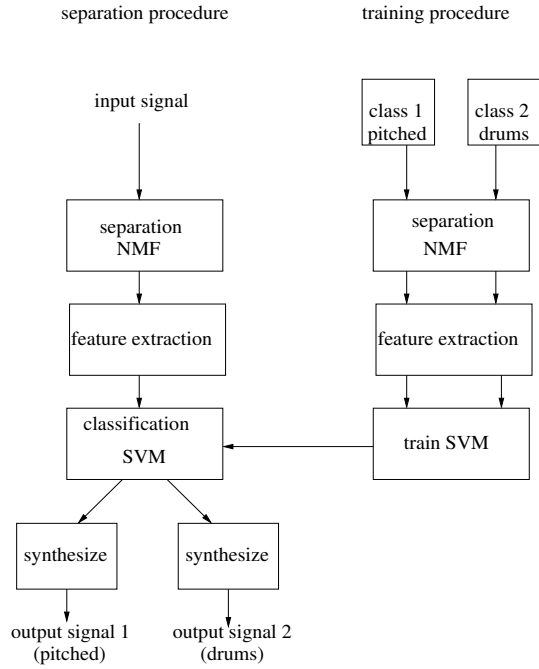 separation procedure
training procedure
input signal
class 1
pitched
class 2
drums
separation
NMF
separation
NMF
feature extraction
feature extraction
classification
SVM
train SVM
synthesize
synthesize
output signal 1
(pitched)
output signal 2
(drums)